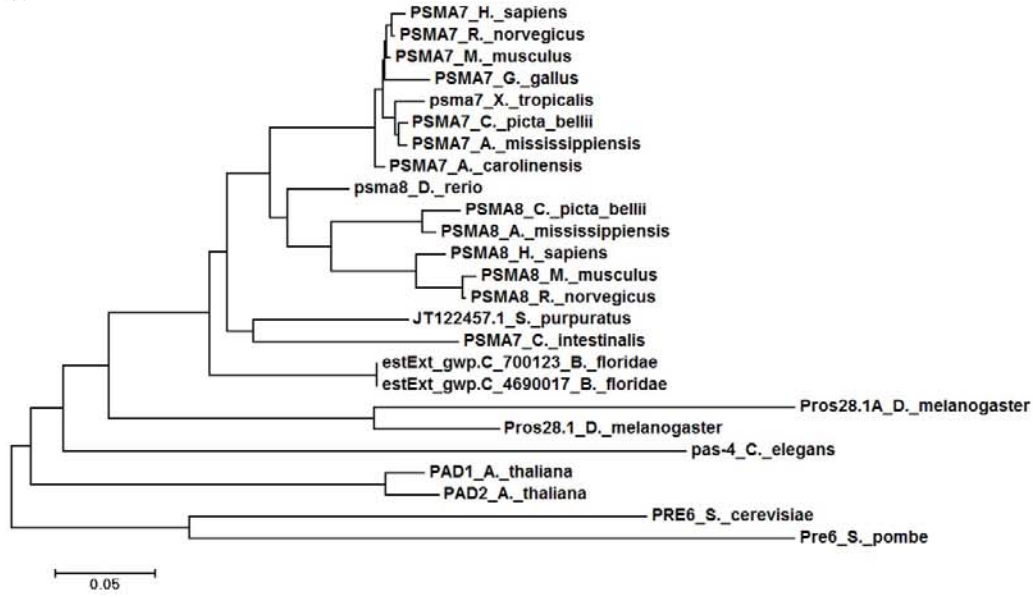 PSMA7_H._sapiens
PSMA7_R._norvegicus
PSMA7_M._musculus
PSMA7_G._gallus
psma7_X._tropicalis
PSMA7_C._picta_bellii
PSMA7_A._mississippiensis
PSMA7_A._carolinensis
psma8_D._rerio
PSMA8_C._picta_bellii
PSMA8_A._mississippiensis
PSMA8_H._sapiens
PSMA8_M._musculus
PSMA8_R._norvegicus
JT122457.1_S._purpuratus
PSMA7_C._intestinalis
estExt_gwp.C_700123_B._floridae
estExt_gwp.C_4690017_B._floridae
Pros28.1A_D._melanogaster
Pros28.1_D._melanogaster
pas-4_C._elegans
PAD1_A._thaliana
PAD2_A._thaliana
PRE6_S._cerevisiae
Pre6_S._pombe
0.05